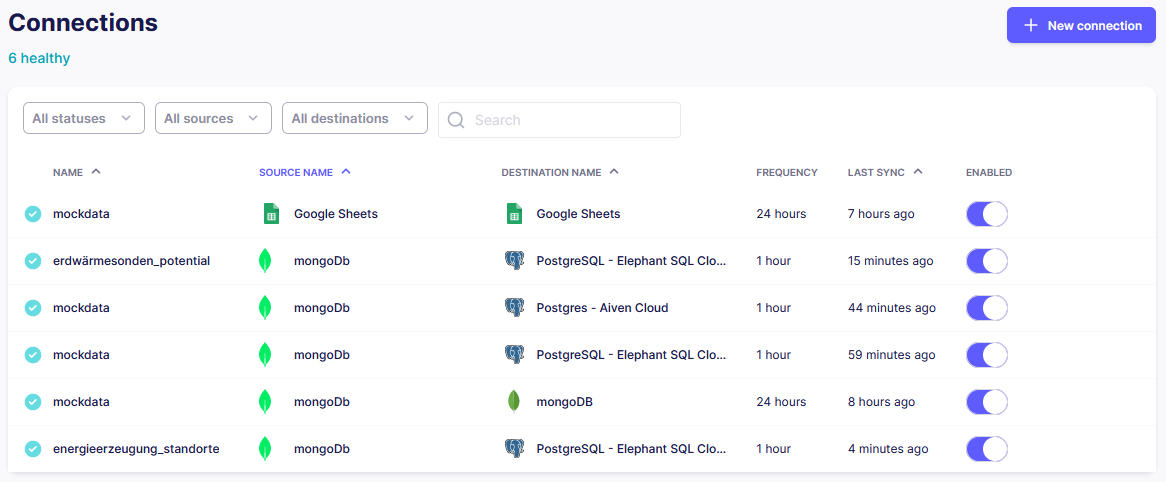 Connections
New connection
6 healthy
All statuses All sources All destinations Search
NAME SOURCE NAME DESTINATION NAME FREQUENCY LAST SYNC ENABLED
mockdata Google Sheets Google Sheets 24 hours 7 hours ago
erdwärmesonden_potential mongoDb PostgreSQL - Elephant SQL Clo... 1 hour 15 minutes ago
mockdata mongoDb Postgres - Aiven Cloud 1 hour 44 minutes ago
mockdata mongoDb PostgreSQL - Elephant SQL Clo... 1 hour 59 minutes ago
mockdata mongoDb mongoDB 24 hours 8 hours ago
energieerzeugung_standorte mongoDb PostgreSQL - Elephant SQL Clo... 1 hour 4 minutes ago